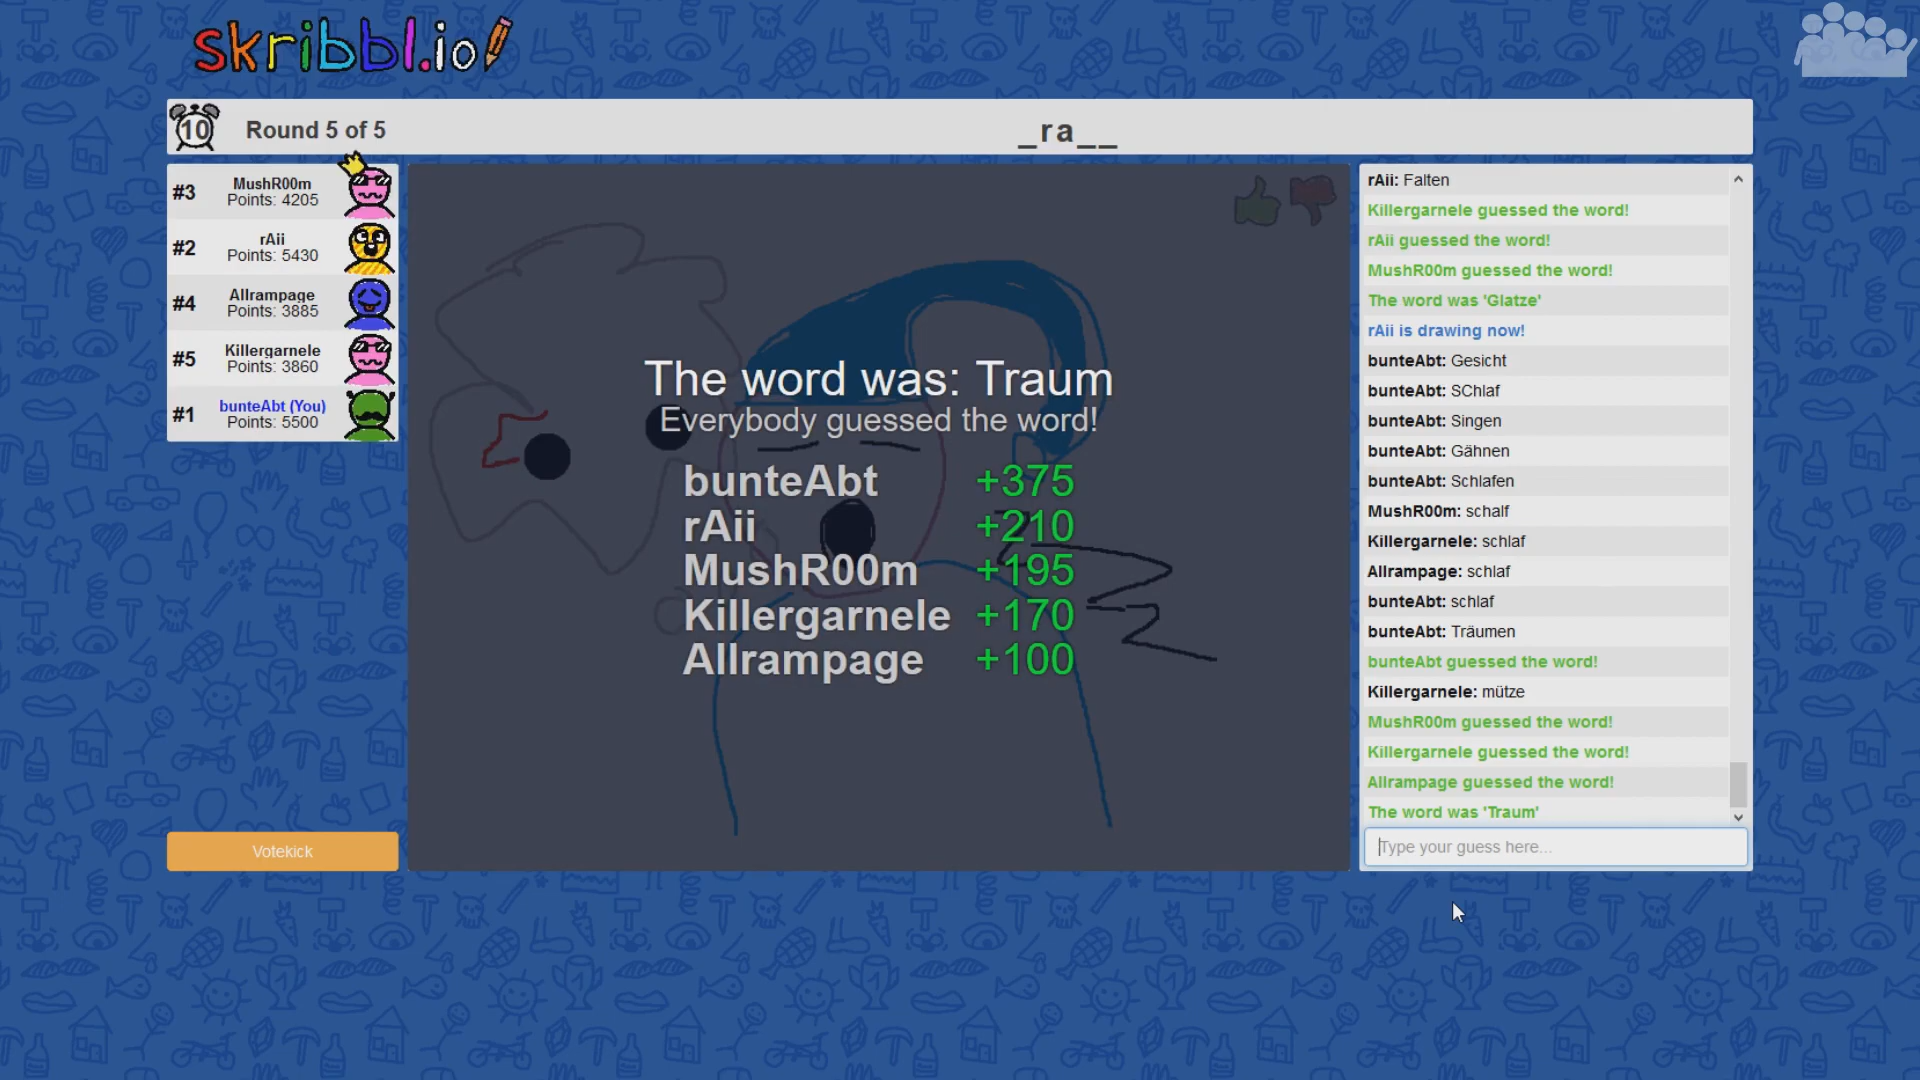 skribbl.io
10
Round 5 of 5
_ra__
#3
MushR00m
Points: 4205
#2
rAii
Points: 5430
#4
Allrampage
Points: 3885
#5
Killergarnele
Points: 3860
#1
bunteAbt (You)
Points: 5500
Votekick
The word was: Traum
Everybody guessed the word!
bunteAbt +375
rAii +210
MushR00m +195
Killergarnele +170
Allrampage +100
rAii: Falten
Killergarnele guessed the word!
rAii guessed the word!
MushR00m guessed the word!
The word was 'Glatze'
rAii is drawing now!
bunteAbt: Gesicht
bunteAbt: SChlaf
bunteAbt: Singen
bunteAbt: Gähnen
bunteAbt: Schlafen
MushR00m: schalf
Killergarnele: schlaf
Allrampage: schlaf
bunteAbt: schlaf
bunteAbt: Träumen
bunteAbt guessed the word!
Killergarnele: mütze
MushR00m guessed the word!
Killergarnele guessed the word!
Allrampage guessed the word!
The word was 'Traum'
Type your guess here...